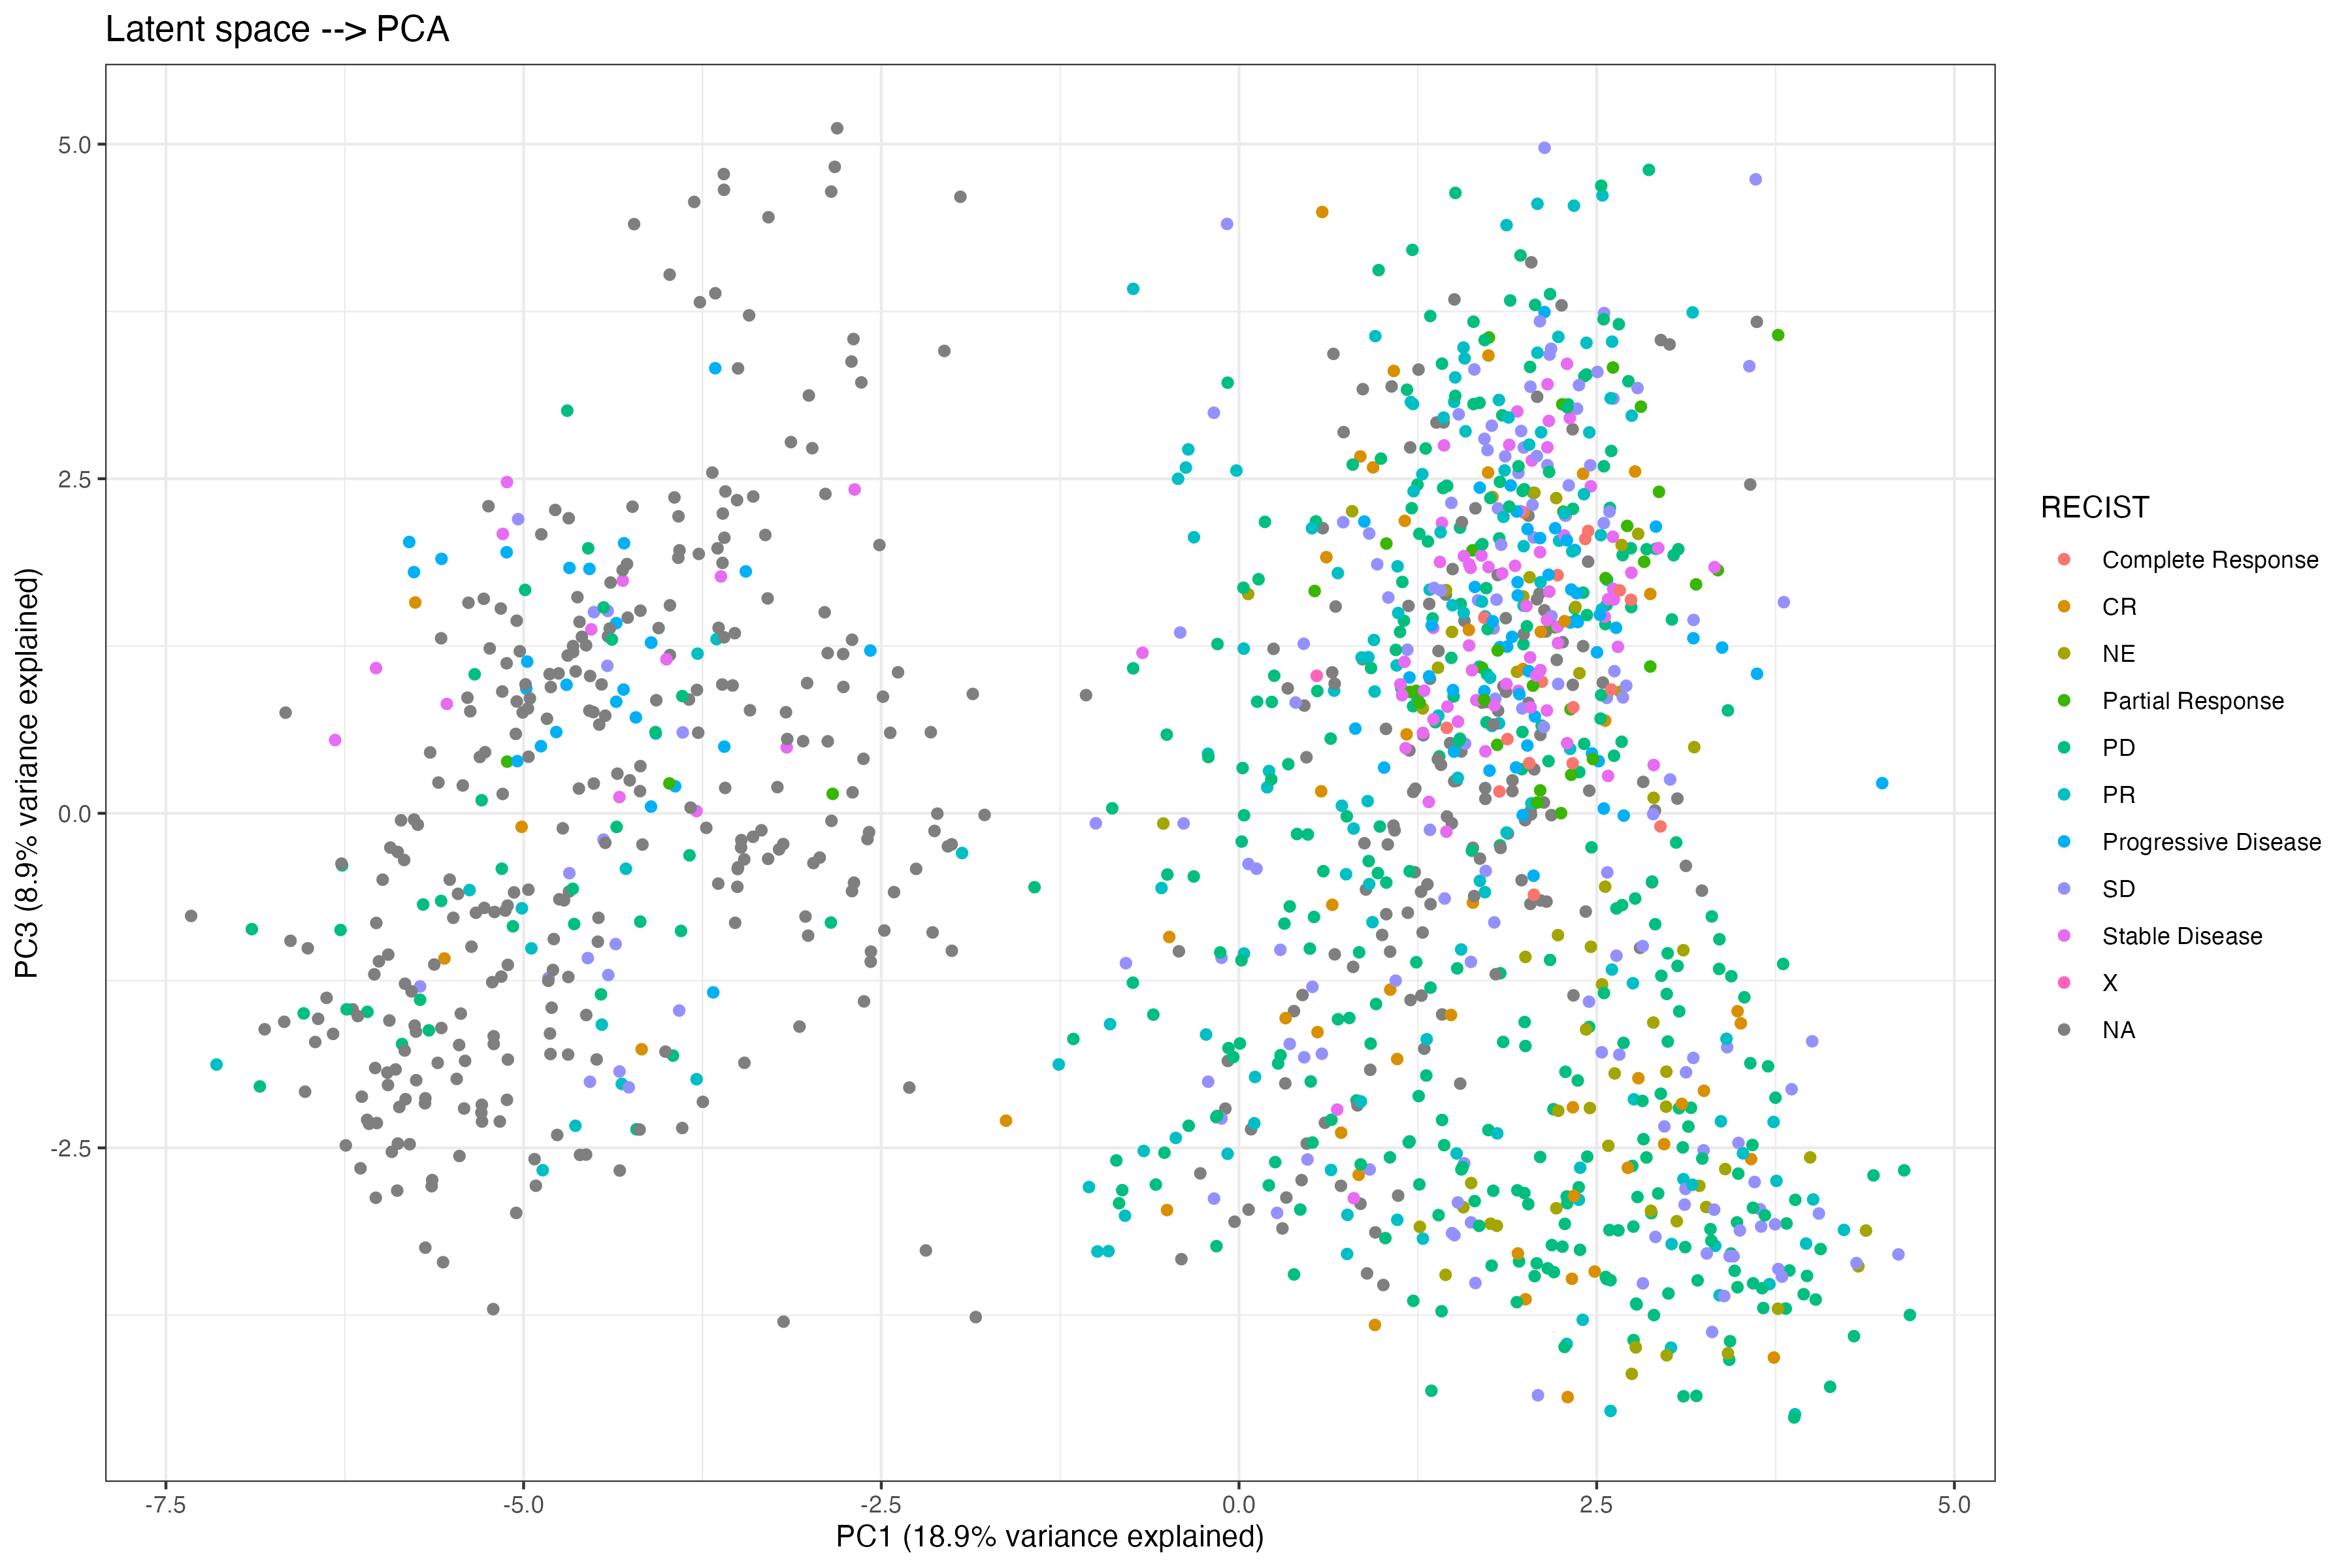 Latent space --> PCA
5.0
2.5
0.0
-2.5
PC3 (8.9% variance explained)
-7.5
-5.0
-2.5
0.0
2.5
5.0
PC1 (18.9% variance explained)
RECIST
Complete Response
CR
NE
Partial Response
PD
PR
Progressive Disease
SD
Stable Disease
X
NA